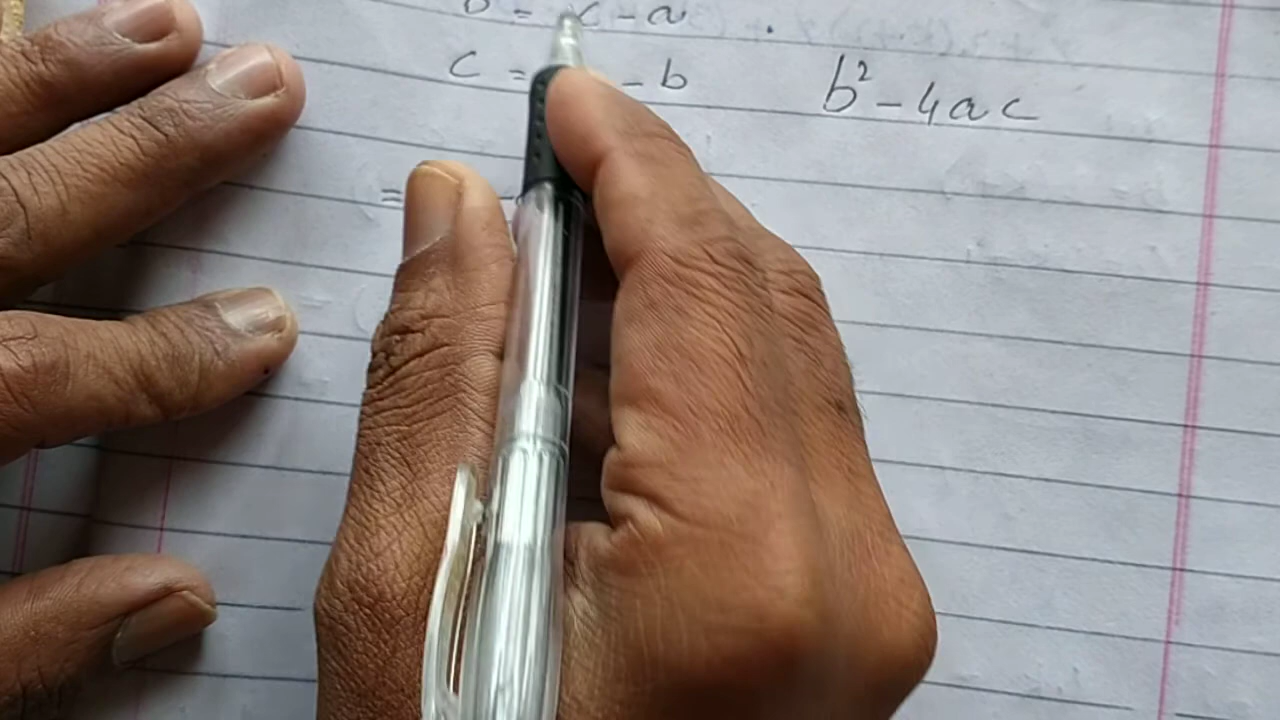 b = c - a
c = - b
b² - 4ac
=